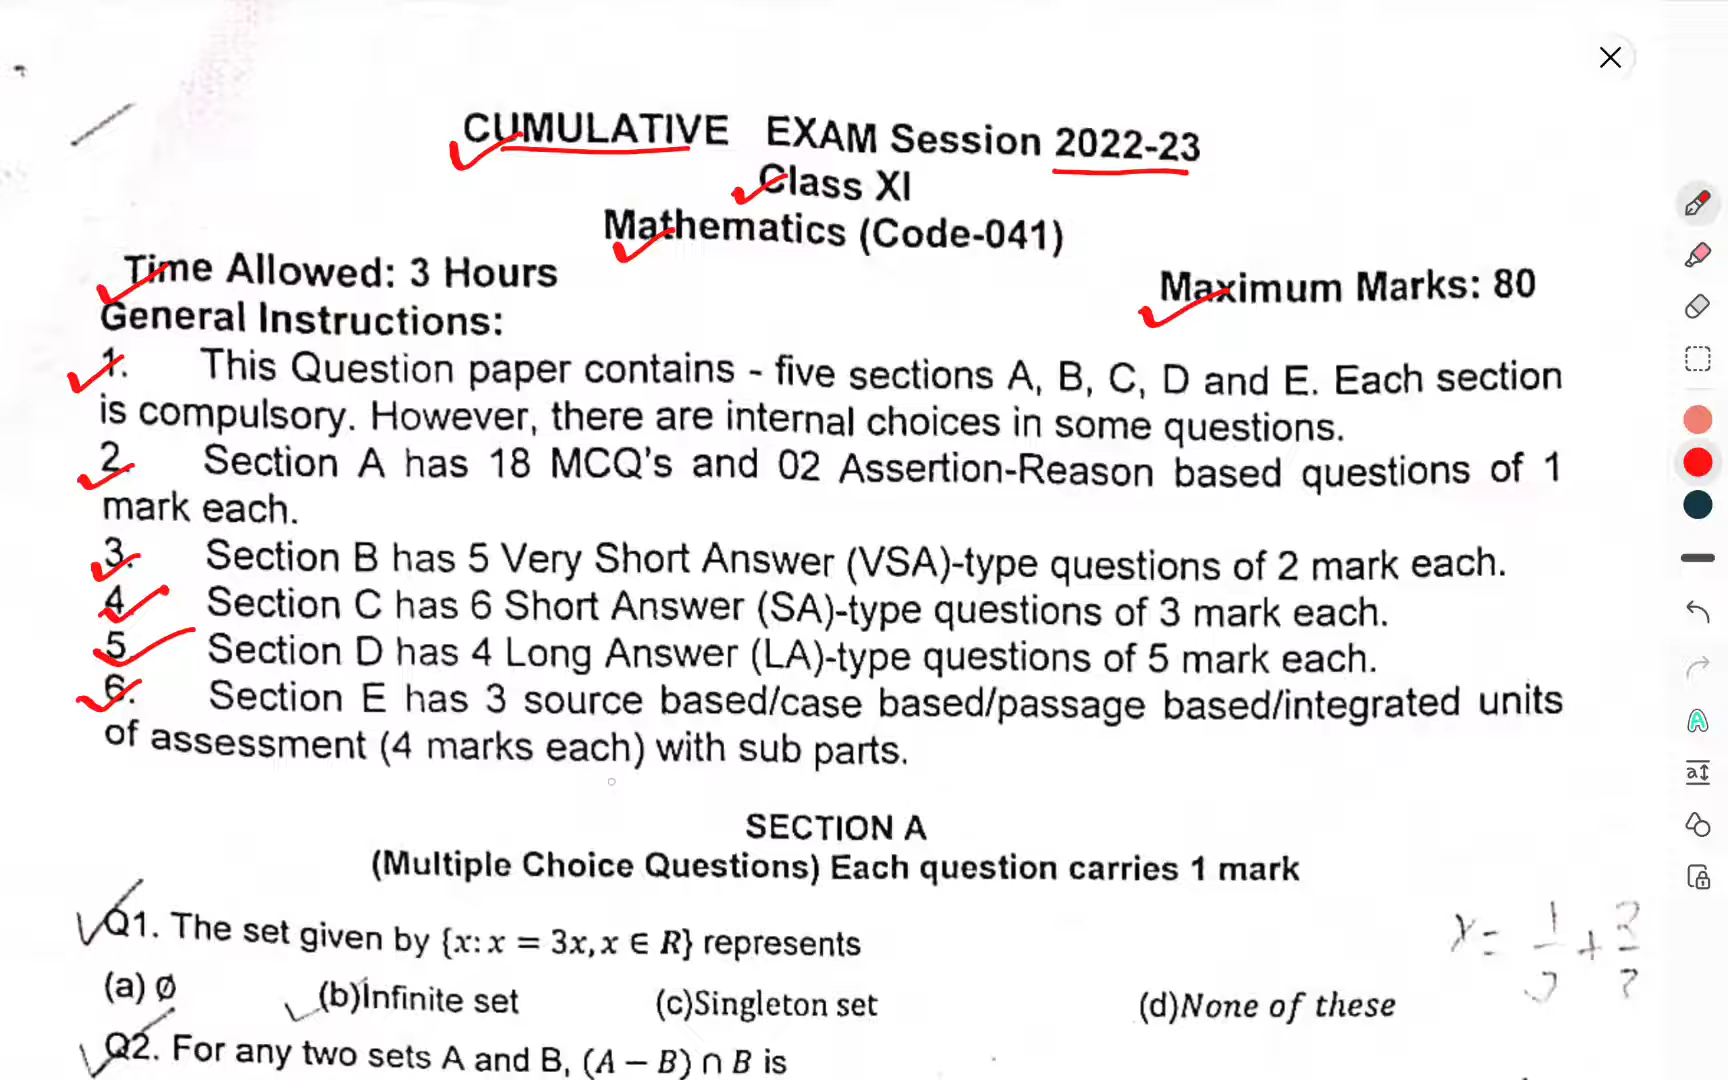 CUMULATIVE EXAM Session 2022-23
Class XI
Mathematics (Code-041)
Time Allowed: 3 Hours
Maximum Marks: 80
General Instructions:
1. This Question paper contains - five sections A, B, C, D and E. Each section
is compulsory. However, there are internal choices in some questions.
2. Section A has 18 MCQ's and 02 Assertion-Reason based questions of 1
mark each.
3. Section B has 5 Very Short Answer (VSA)-type questions of 2 mark each.
4. Section C has 6 Short Answer (SA)-type questions of 3 mark each.
5. Section D has 4 Long Answer (LA)-type questions of 5 mark each.
6. Section E has 3 source based/case based/passage based/integrated units
of assessment (4 marks each) with sub parts.
SECTION A
(Multiple Choice Questions) Each question carries 1 mark
Q1. The set given by {x: x = 3x, x ∈ R} represents
(a) ∅ (b)Infinite set (c)Singleton set (d)None of these
Q2. For any two sets A and B, (A − B) ∩ B is